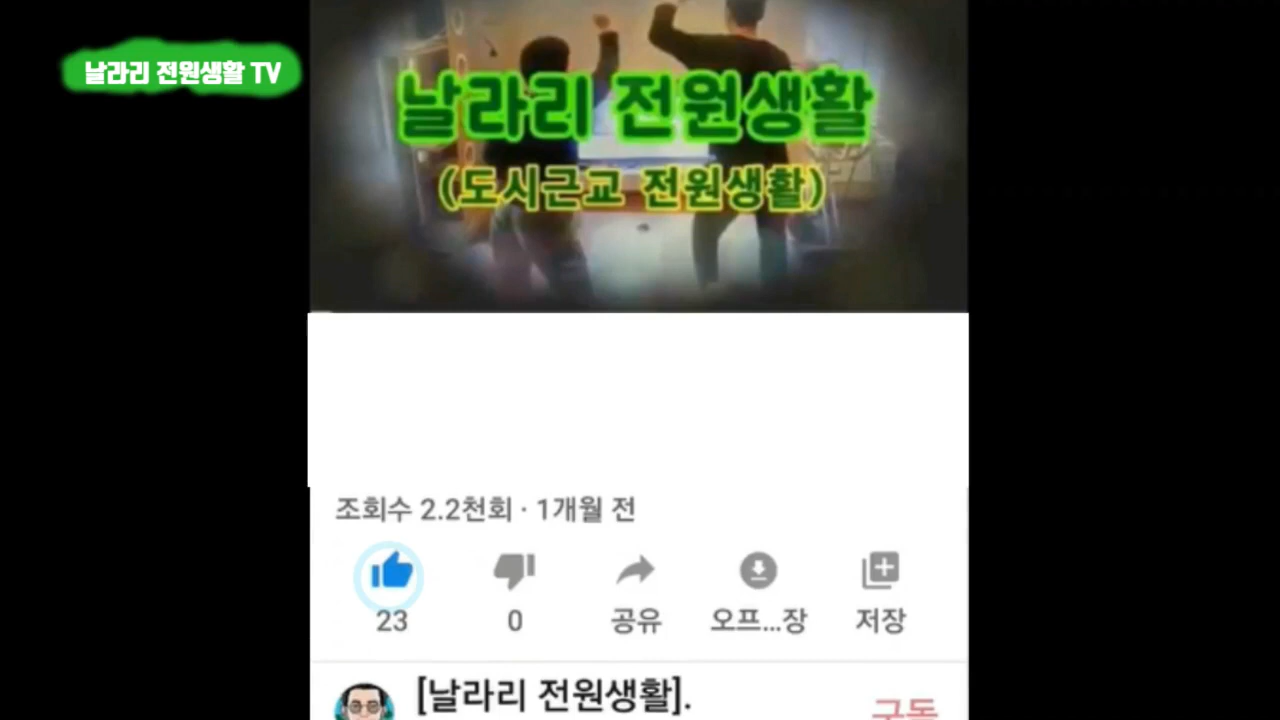 날라리 전원생활 TV
날라리 전원생활
(도시근교 전원생활)
조회수 2.2천회 · 1개월 전
23
0
공유
오프...장
저장
[날라리 전원생활].
구독